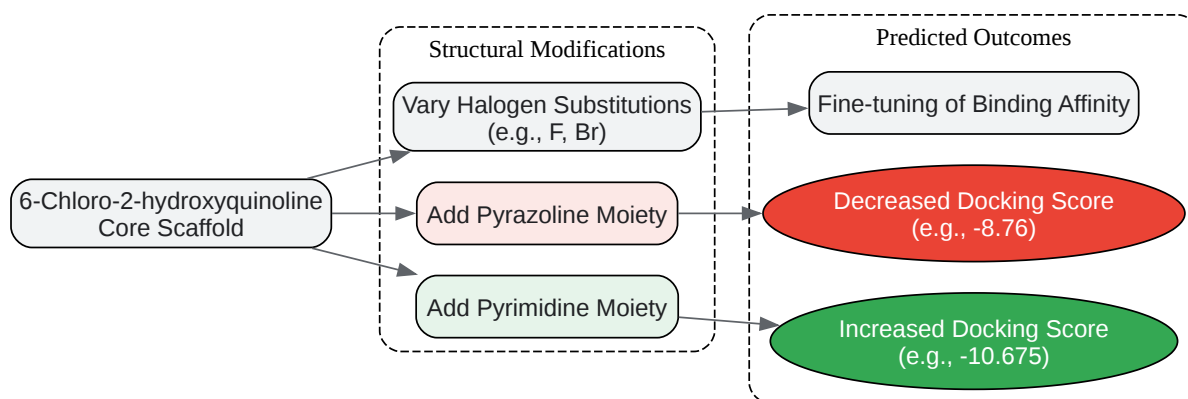 Structural Modifications
Predicted Outcomes
6-Chloro-2-hydroxyquinoline
Core Scaffold
Vary Halogen Substitutions
(e.g., F, Br)
Add Pyrazoline Moiety
Add Pyrimidine Moiety
Fine-tuning of Binding Affinity
Decreased Docking Score
(e.g., -8.76)
Increased Docking Score
(e.g., -10.675)